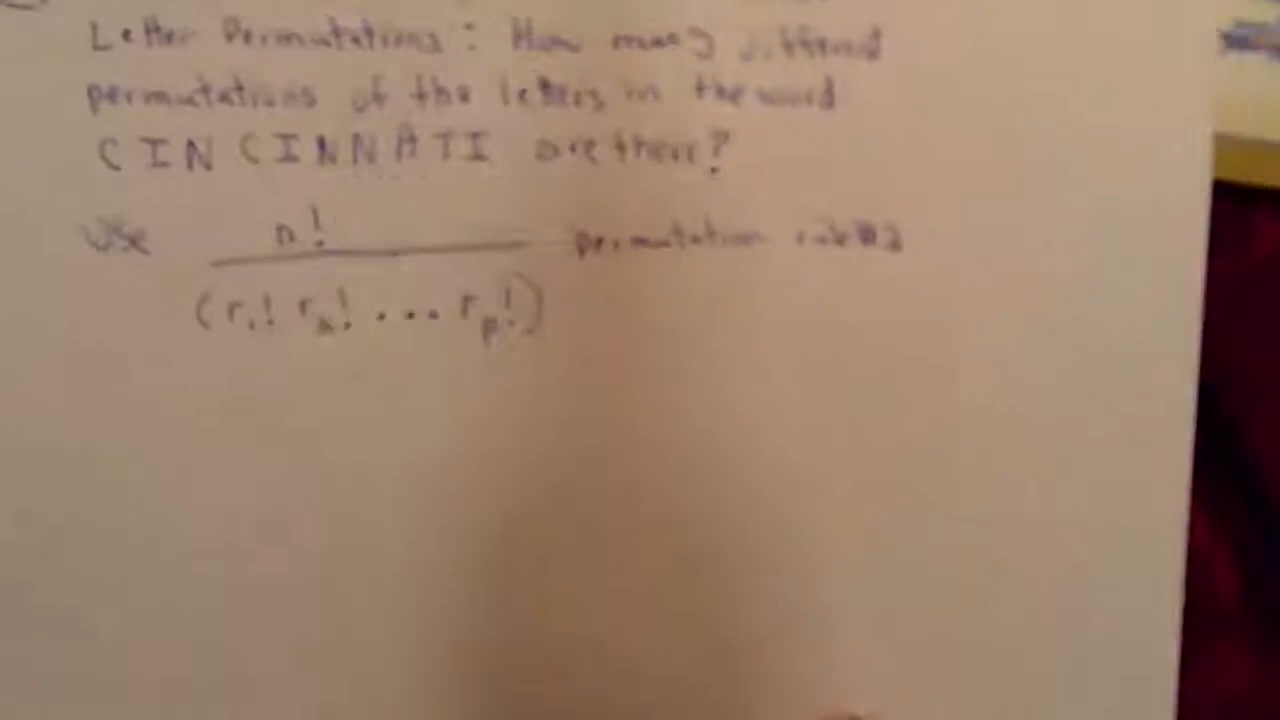 Letter Permutations: How many different
permutations of the letters in the word
CINCINNATI are there?
Use n! permutation rule #2
(r₁! r₂! ... rₚ!)